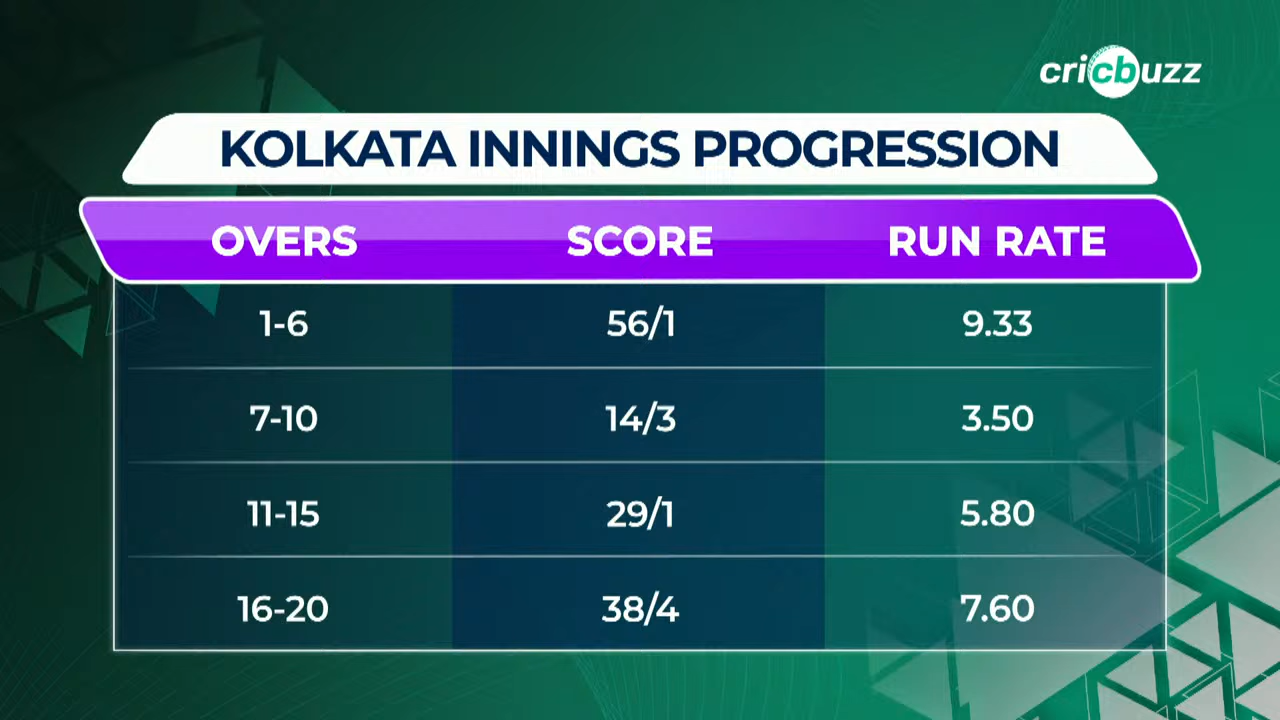 cricbuzz
KOLKATA INNINGS PROGRESSION
OVERS SCORE RUN RATE
1-6 56/1 9.33
7-10 14/3 3.50
11-15 29/1 5.80
16-20 38/4 7.60